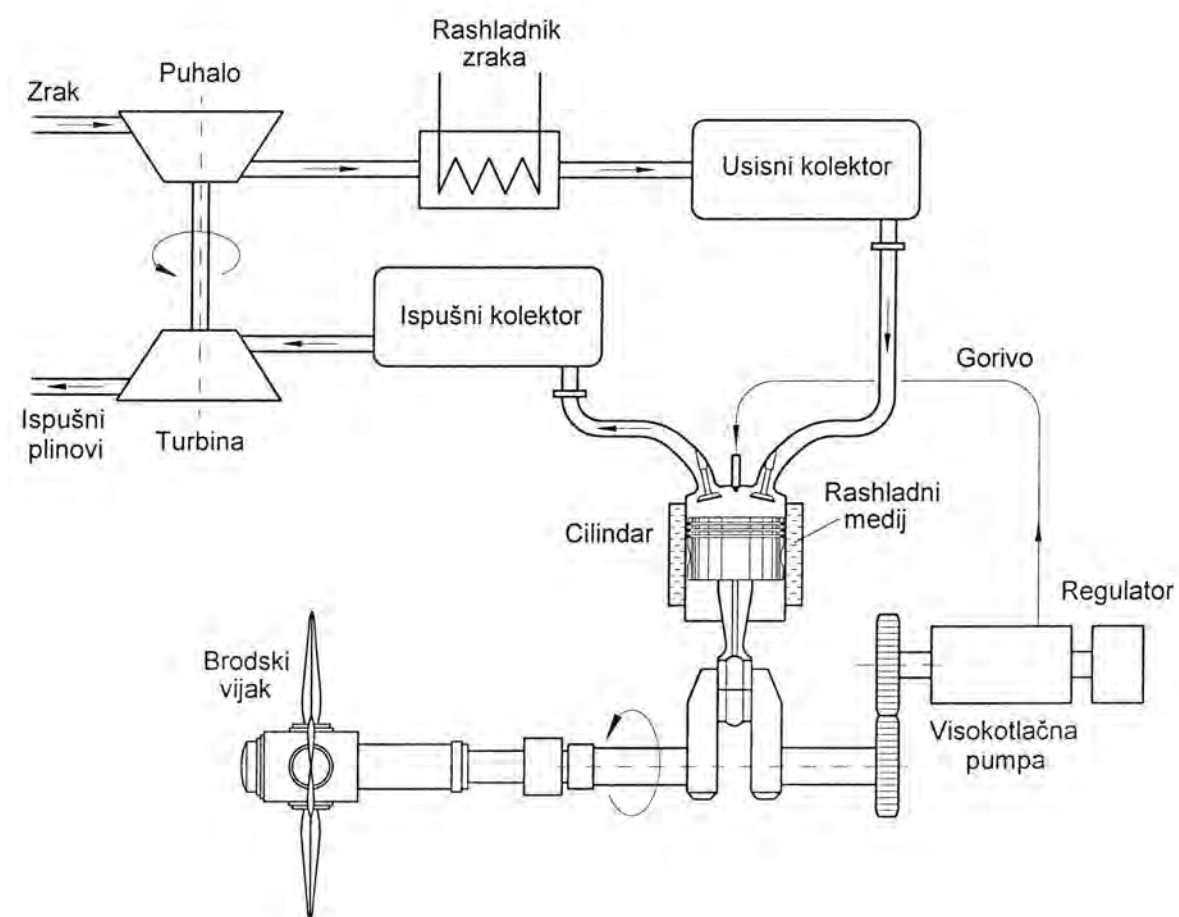 Rashladnik
zraka
Puhalo
Zrak
Usisni kolektor
Ispušni kolektor
Gorivo
Ispušni
plinovi
Turbina
Rashladni
medij
Cilindar
Regulator
Brodski
vijak
Visokotlačna
pumpa